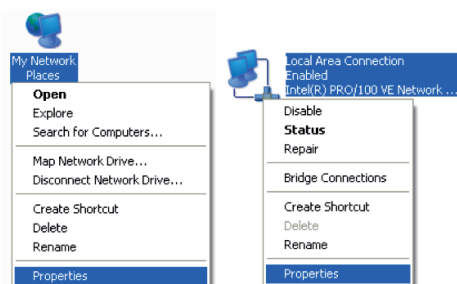 My Network
Places
Open
Explore
Search for Computers...
Map Network Drive...
Disconnect Network Drive...
Create Shortcut
Delete
Rename
Properties
Local Area Connection
Enabled
Intel(R) PRO/100 VE Network ...
Disable
Status
Repair
Bridge Connections
Create Shortcut
Delete
Rename
Properties